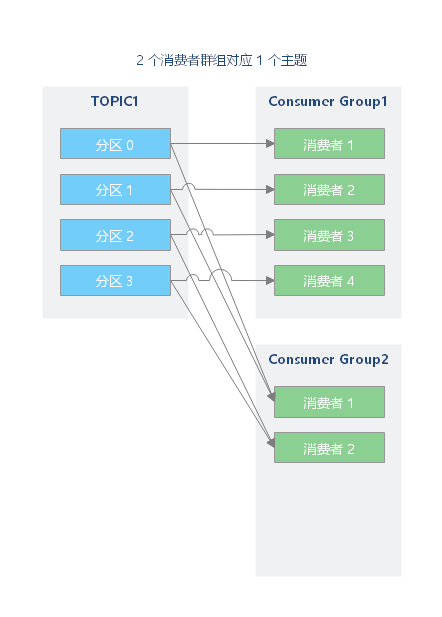 2 个消费者群组对应 1 个主题
TOPIC1
分区 0
分区 1
分区 2
分区 3
Consumer Group1
消费者 1
消费者 2
消费者 3
消费者 4
Consumer Group2
消费者 1
消费者 2